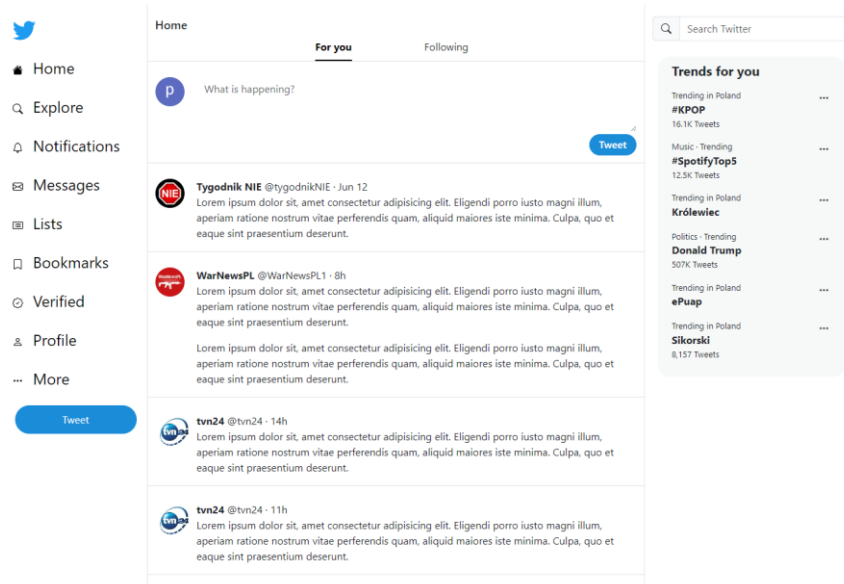 Home
Explore
Notifications
Messages
Lists
Bookmarks
Verified
Profile
More
Tweet
Home
For you
Following
p
What is happening?
Tweet
NIE
Tygodnik NIE @tygodnikNIE · Jun 12
Lorem ipsum dolor sit, amet consectetur adipisicing elit. Eligendi porro iusto magni illum,
aperiam ratione nostrum vitae perferendis quam, aliquid maiores iste minima. Culpa, quo et
eaque sint praesentium deserunt.
WarNewsPL @WarNewsPL1 · 8h
Lorem ipsum dolor sit, amet consectetur adipisicing elit. Eligendi porro iusto magni illum,
aperiam ratione nostrum vitae perferendis quam, aliquid maiores iste minima. Culpa, quo et
eaque sint praesentium deserunt.
Lorem ipsum dolor sit, amet consectetur adipisicing elit. Eligendi porro iusto magni illum,
aperiam ratione nostrum vitae perferendis quam, aliquid maiores iste minima. Culpa, quo et
eaque sint praesentium deserunt.
tvn24
tvn24 @tvn24 · 14h
Lorem ipsum dolor sit, amet consectetur adipisicing elit. Eligendi porro iusto magni illum,
aperiam ratione nostrum vitae perferendis quam, aliquid maiores iste minima. Culpa, quo et
eaque sint praesentium deserunt.
tvn24
tvn24 @tvn24 · 11h
Lorem ipsum dolor sit, amet consectetur adipisicing elit. Eligendi porro iusto magni illum,
aperiam ratione nostrum vitae perferendis quam, aliquid maiores iste minima. Culpa, quo et
eaque sint praesentium deserunt.
Search Twitter
Trends for you
Trending in Poland
#KPOP
16.1K Tweets
Music · Trending
#SpotifyTop5
12.5K Tweets
Trending in Poland
Królewiec
Politics · Trending
Donald Trump
507K Tweets
Trending in Poland
ePuap
Trending in Poland
Sikorski
8,157 Tweets